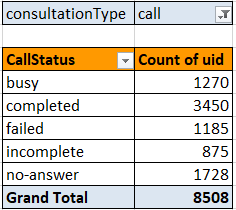 consultationType call
CallStatus Count of uid
busy 1270
completed 3450
failed 1185
incomplete 875
no-answer 1728
Grand Total 8508